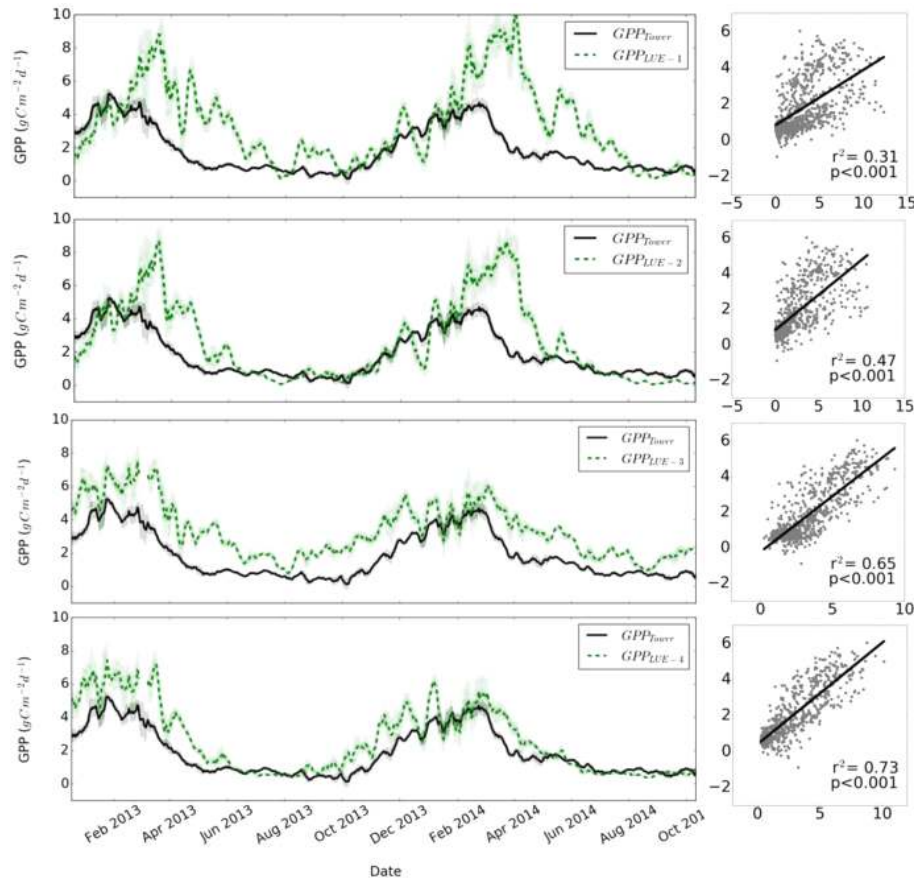 10
8
6
4
2
0
GPP (gCm⁻²d⁻¹)
GPP_Tower
GPP_LUE-1
6
4
2
0
−2
r² = 0.31
p<0.001
−5 0 5 10 15
10
8
6
4
2
0
GPP (gCm⁻²d⁻¹)
GPP_Tower
GPP_LUE-2
6
4
2
0
−2
r² = 0.47
p<0.001
−5 0 5 10 15
10
8
6
4
2
0
GPP (gCm⁻²d⁻¹)
GPP_Tower
GPP_LUE-3
6
4
2
0
−2
r² = 0.65
p<0.001
0 5 10
10
8
6
4
2
0
GPP (gCm⁻²d⁻¹)
GPP_Tower
GPP_LUE-4
6
4
2
0
−2
r² = 0.73
p<0.001
0 5 10
Feb 2013 Apr 2013 Jun 2013 Aug 2013 Oct 2013 Dec 2013 Feb 2014 Apr 2014 Jun 2014 Aug 2014 Oct 201
Date